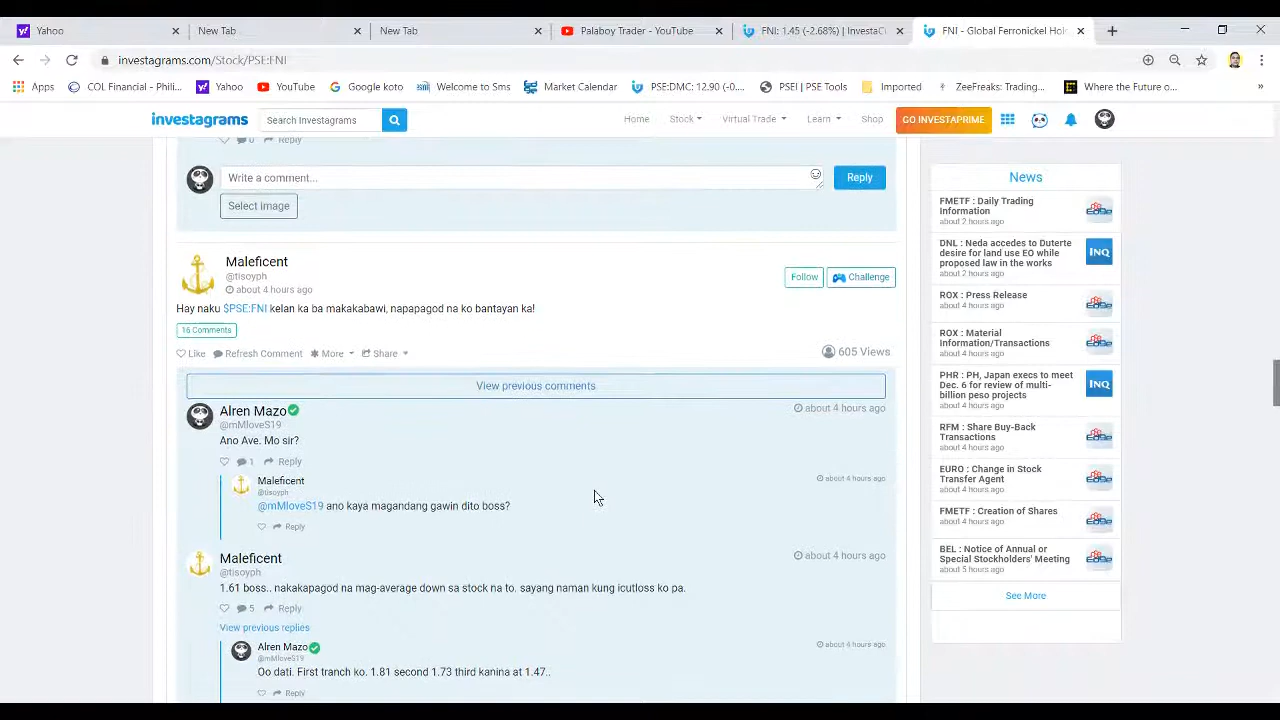 Yahoo
New Tab
New Tab
Palaboy Trader - YouTube
FNI: 1.45 (-2.68%) | InvestaC
FNI - Global Ferronickel Hol
investagrams.com/Stock/PSE:FNI
Apps
COL Financial - Phili...
Yahoo
YouTube
Google koto
Welcome to Sms
Market Calendar
PSE:DMC - 12.90 (-0....
PSEI | PSE Tools
Imported
ZeeFreaks: Trading...
Where the Future o...
investagrams
Search Investagrams
Home
Stock
Virtual Trade
Learn
Shop
GO INVESTAPRIME
0
Reply
Write a comment...
Reply
Select image
Maleficent
@tisoyph
about 4 hours ago
Follow
Challenge
Hay naku $PSE:FNI kelan ka ba makakabawi, napapagod na ko bantayan ka!
16 Comments
Like
Refresh Comment
More
Share
605 Views
View previous comments
Alren Mazo
@mMloveS19
about 4 hours ago
Ano Ave. Mo sir?
1
Reply
Maleficent
@tisoyph
about 4 hours ago
@mMloveS19 ano kaya magandang gawin dito boss?
Reply
Maleficent
@tisoyph
about 4 hours ago
1.61 boss.. nakakapagod na mag-average down sa stock na to. sayang naman kung icutloss ko pa.
5
Reply
View previous replies
Alren Mazo
@mMloveS19
about 4 hours ago
Oo dati. First tranch ko. 1.81 second 1.73 third kanina at 1.47..
Reply
News
FMETF : Daily Trading
Information
about 2 hours ago
DNL : Neda accedes to Duterte
desire for land use EO while
proposed law in the works
about 2 hours ago
INQ
ROX : Press Release
about 4 hours ago
ROX : Material
Information/Transactions
about 4 hours ago
PHR : PH, Japan execs to meet
Dec. 6 for review of multi-
billion peso projects
about 4 hours ago
INQ
RFM : Share Buy-Back
Transactions
about 4 hours ago
EURO : Change in Stock
Transfer Agent
about 4 hours ago
FMETF : Creation of Shares
about 4 hours ago
BEL : Notice of Annual or
Special Stockholders' Meeting
about 5 hours ago
See More